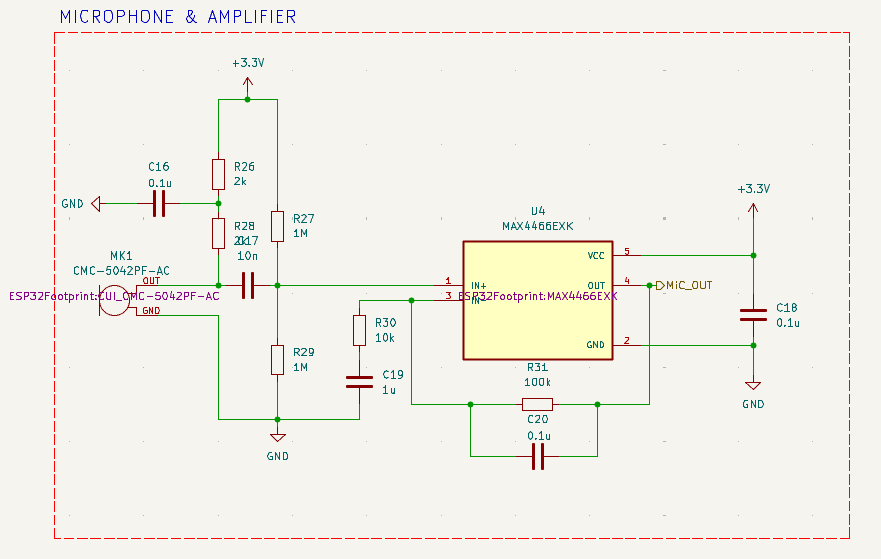 MICROPHONE & AMPLIFIER
+3.3V
C16
0.1u
R26
2k
GND
R28
2k
C17
10n
R27
1M
MK1
CMC-5042PF-AC
OUT
GND
ESP32Footprint:CUI_CMC-5042PF-AC
R29
1M
GND
R30
10k
C19
1u
U4
MAX4466EXK
1
IN+
3
IN-
ESP32Footprint:MAX4466EXK
VCC
5
OUT
4
GND
2
MiC_OUT
R31
100k
C20
0.1u
+3.3V
C18
0.1u
GND